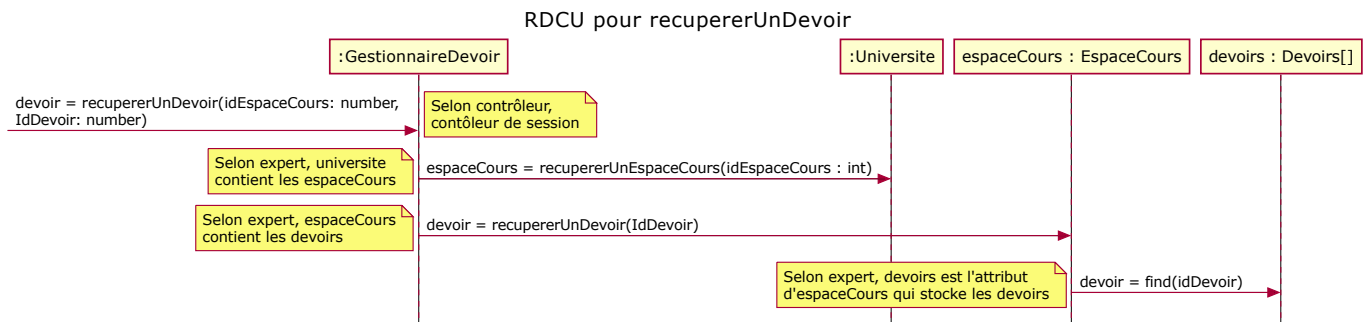 RDCU pour recupererUnDevoir
:GestionnaireDevoir
:Universite
espaceCours : EspaceCours
devoirs : Devoirs[]
devoir = recupererUnDevoir(idEspaceCours: number,
IdDevoir: number)
Selon contrôleur,
contôleur de session
Selon expert, universite
contient les espaceCours
espaceCours = recupererUnEspaceCours(idEspaceCours : int)
Selon expert, espaceCours
contient les devoirs
devoir = recupererUnDevoir(IdDevoir)
Selon expert, devoirs est l'attribut
d'espaceCours qui stocke les devoirs
devoir = find(idDevoir)